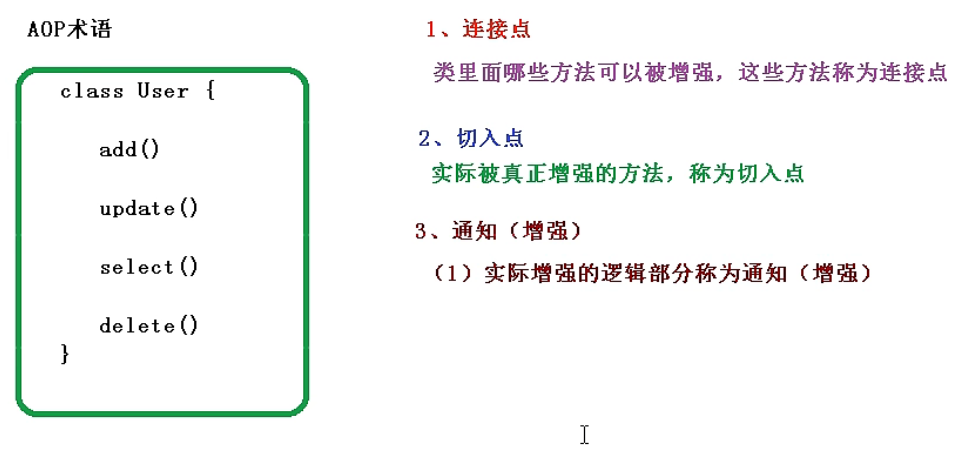 AOP术语
class User {
add()
update()
select()
delete()
}
1、连接点
类里面哪些方法可以被增强，这些方法称为连接点
2、切入点
实际被真正增强的方法，称为切入点
3、通知（增强）
（1）实际增强的逻辑部分称为通知（增强）